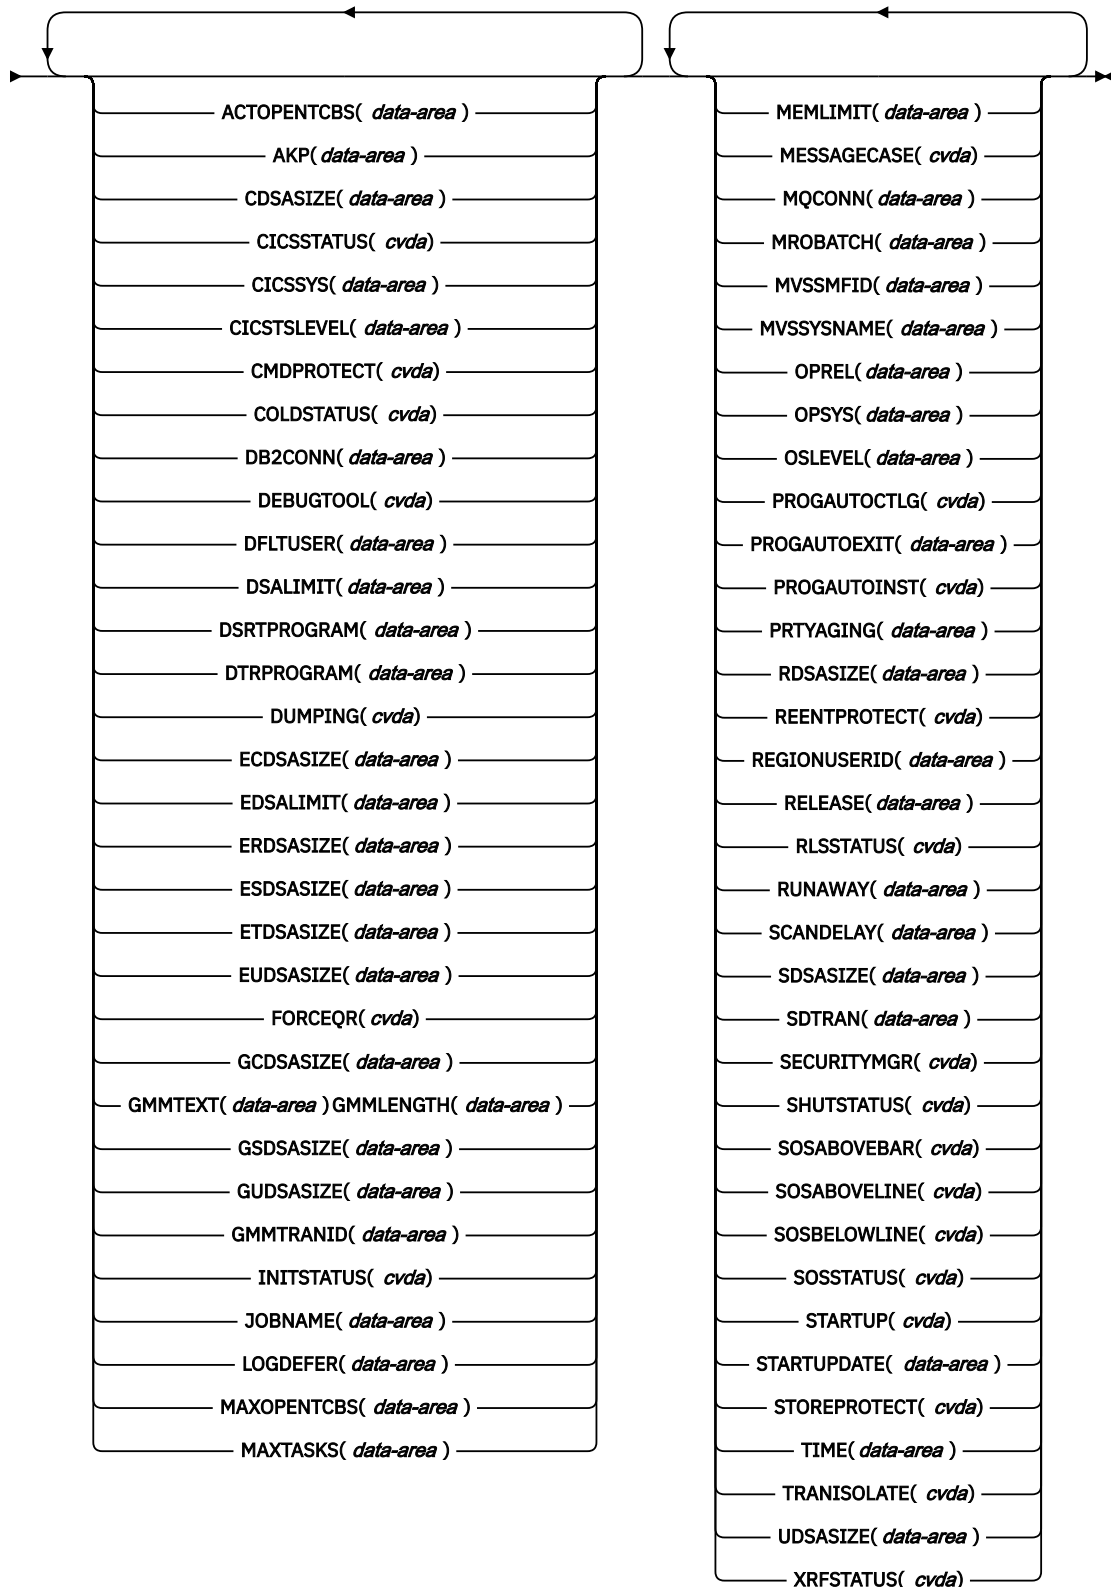 ACTOPENTCBS( data-area )
AKP( data-area )
CDSASIZE( data-area )
CICSSTATUS( cvda)
CICSSYS( data-area )
CICSTSLEVEL( data-area )
CMDPROTECT( cvda)
COLDSTATUS( cvda)
DB2CONN( data-area )
DEBUGTOOL( cvda)
DFLTUSER( data-area )
DSALIMIT( data-area )
DSRTPROGRAM( data-area )
DTRPROGRAM( data-area )
DUMPING( cvda)
ECDSASIZE( data-area )
EDSALIMIT( data-area )
ERDSASIZE( data-area )
ESDSASIZE( data-area )
ETDSASIZE( data-area )
EUDSASIZE( data-area )
FORCEQR( cvda)
GCDSASIZE( data-area )
GMMTEXT( data-area ) GMMLENGTH( data-area )
GSDSASIZE( data-area )
GUDSASIZE( data-area )
GMMTRANID( data-area )
INITSTATUS( cvda)
JOBNAME( data-area )
LOGDEFER( data-area )
MAXOPENTCBS( data-area )
MAXTASKS( data-area )
MEMLIMIT( data-area )
MESSAGECASE( cvda)
MQCONN( data-area )
MROBATCH( data-area )
MVSSMFID( data-area )
MVSSYSNAME( data-area )
OPREL( data-area )
OPSYS( data-area )
OSLEVEL( data-area )
PROGAUTOCTLG( cvda)
PROGAUTOEXIT( data-area )
PROGAUTOINST( cvda)
PRTYAGING( data-area )
RDSASIZE( data-area )
REENTPROTECT( cvda)
REGIONUSERID( data-area )
RELEASE( data-area )
RLSSTATUS( cvda)
RUNAWAY( data-area )
SCANDELAY( data-area )
SDSASIZE( data-area )
SDTRAN( data-area )
SECURITYMGR( cvda)
SHUTSTATUS( cvda)
SOSABOVEBAR( cvda)
SOSABOVELINE( cvda)
SOSBELOWLINE( cvda)
SOSSTATUS( cvda)
STARTUP( cvda)
STARTUPDATE( data-area )
STOREPROTECT( cvda)
TIME( data-area )
TRANISOLATE( cvda)
UDSASIZE( data-area )
XRFSTATUS( cvda)